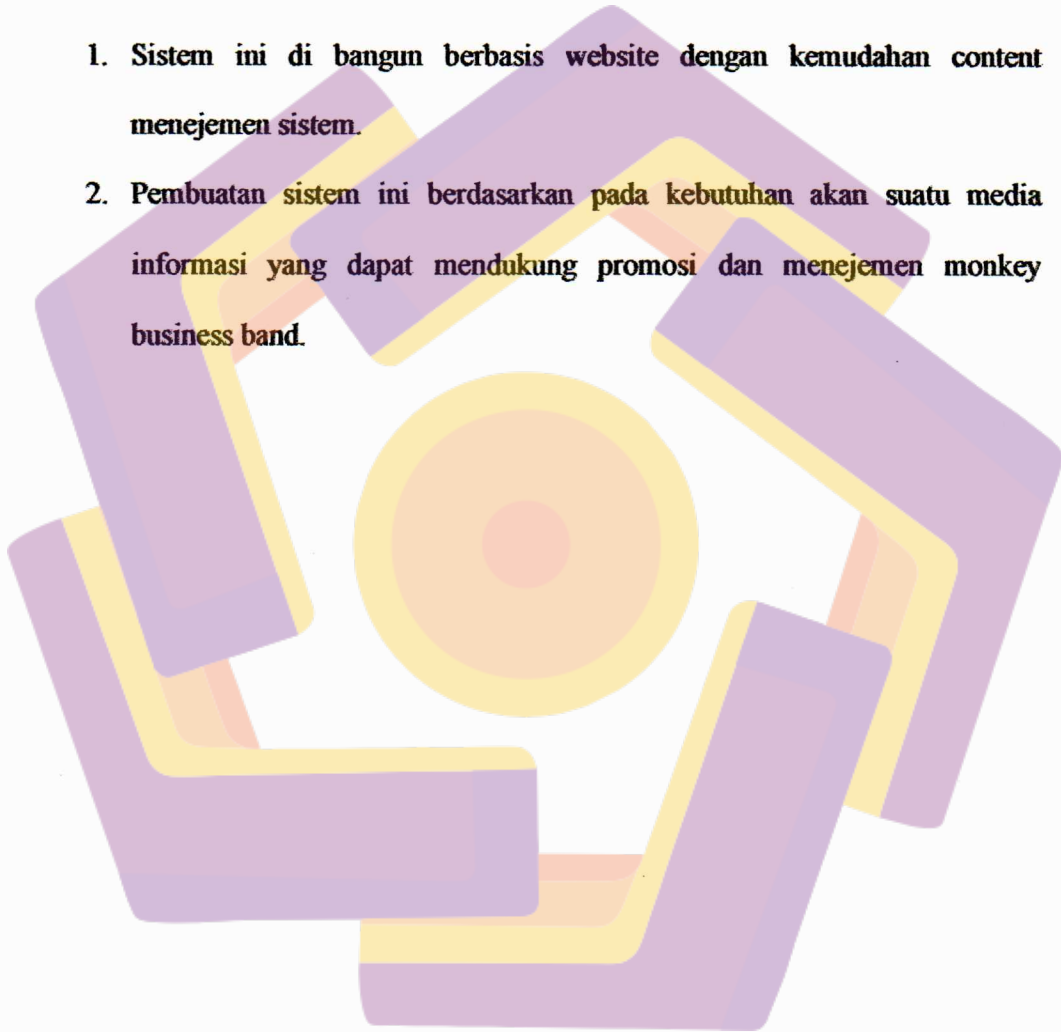 1. Sistem ini di bangun berbasis website dengan kemudahan content
menejemen sistem.
2. Pembuatan sistem ini berdasarkan pada kebutuhan akan suatu media
informasi yang dapat mendukung promosi dan menejemen monkey
business band.